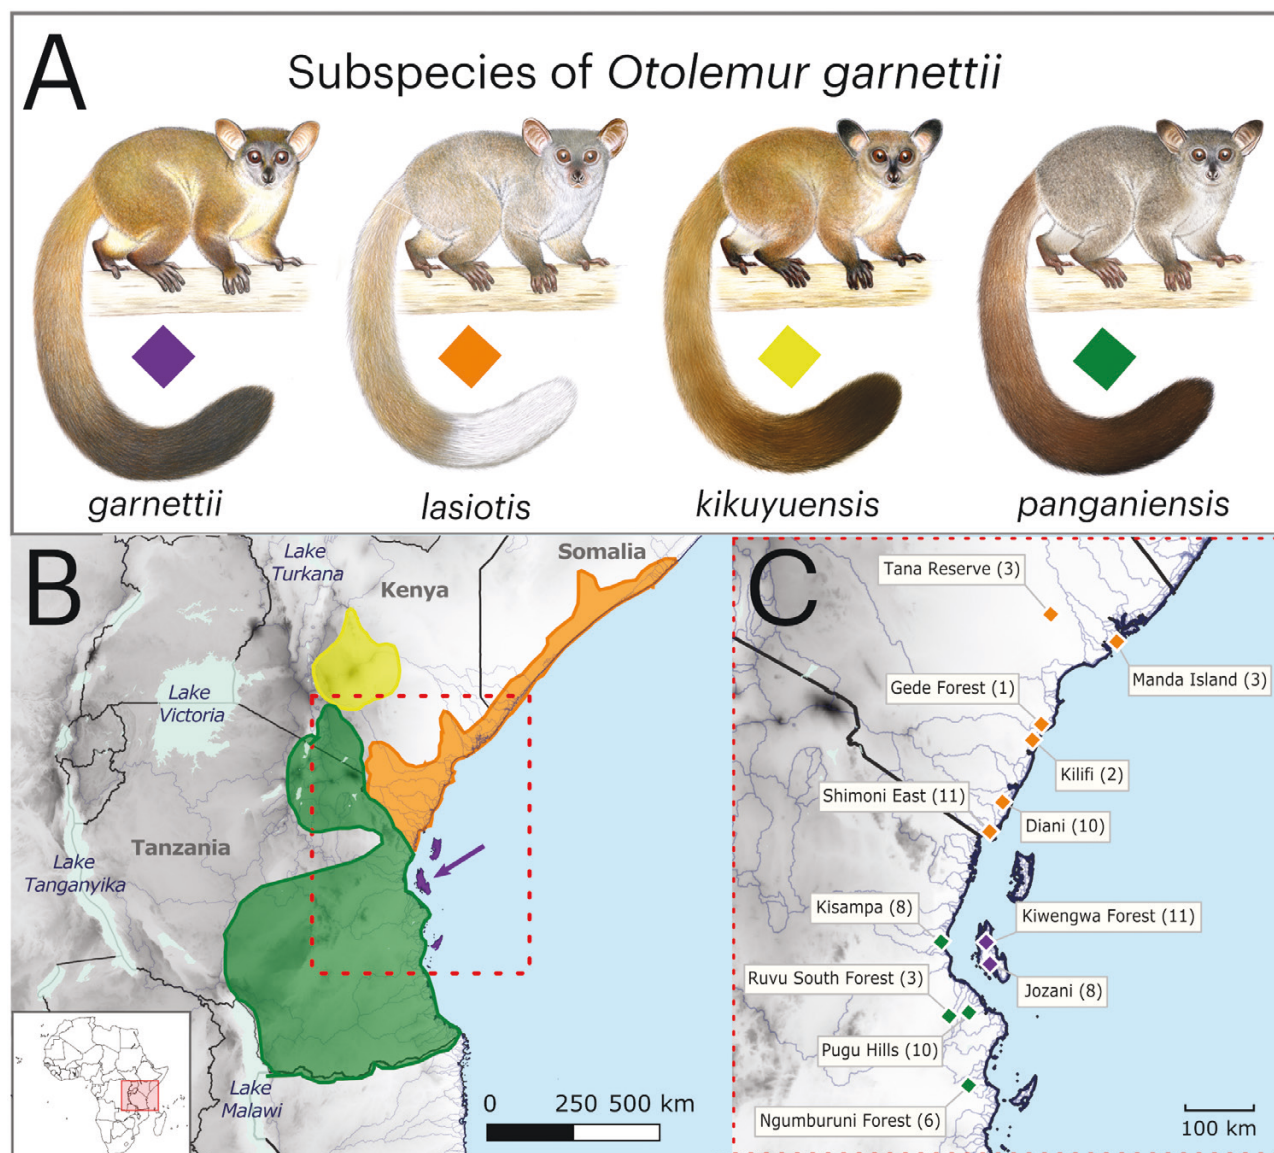 A
Subspecies of Otolemur garnettii
garnettii
lasiotis
kikuyuensis
panganiensis
B
Lake
Turkana
Somalia
Kenya
Lake
Victoria
Tanzania
Lake
Tanganyika
Lake
Malawi
0 250 500 km
C
Tana Reserve (3)
Manda Island (3)
Gede Forest (1)
Kilifi (2)
Shimoni East (11)
Diani (10)
Kisampa (8)
Kiwengwa Forest (11)
Ruvu South Forest (3)
Jozani (8)
Pugu Hills (10)
Ngumburuni Forest (6)
100 km